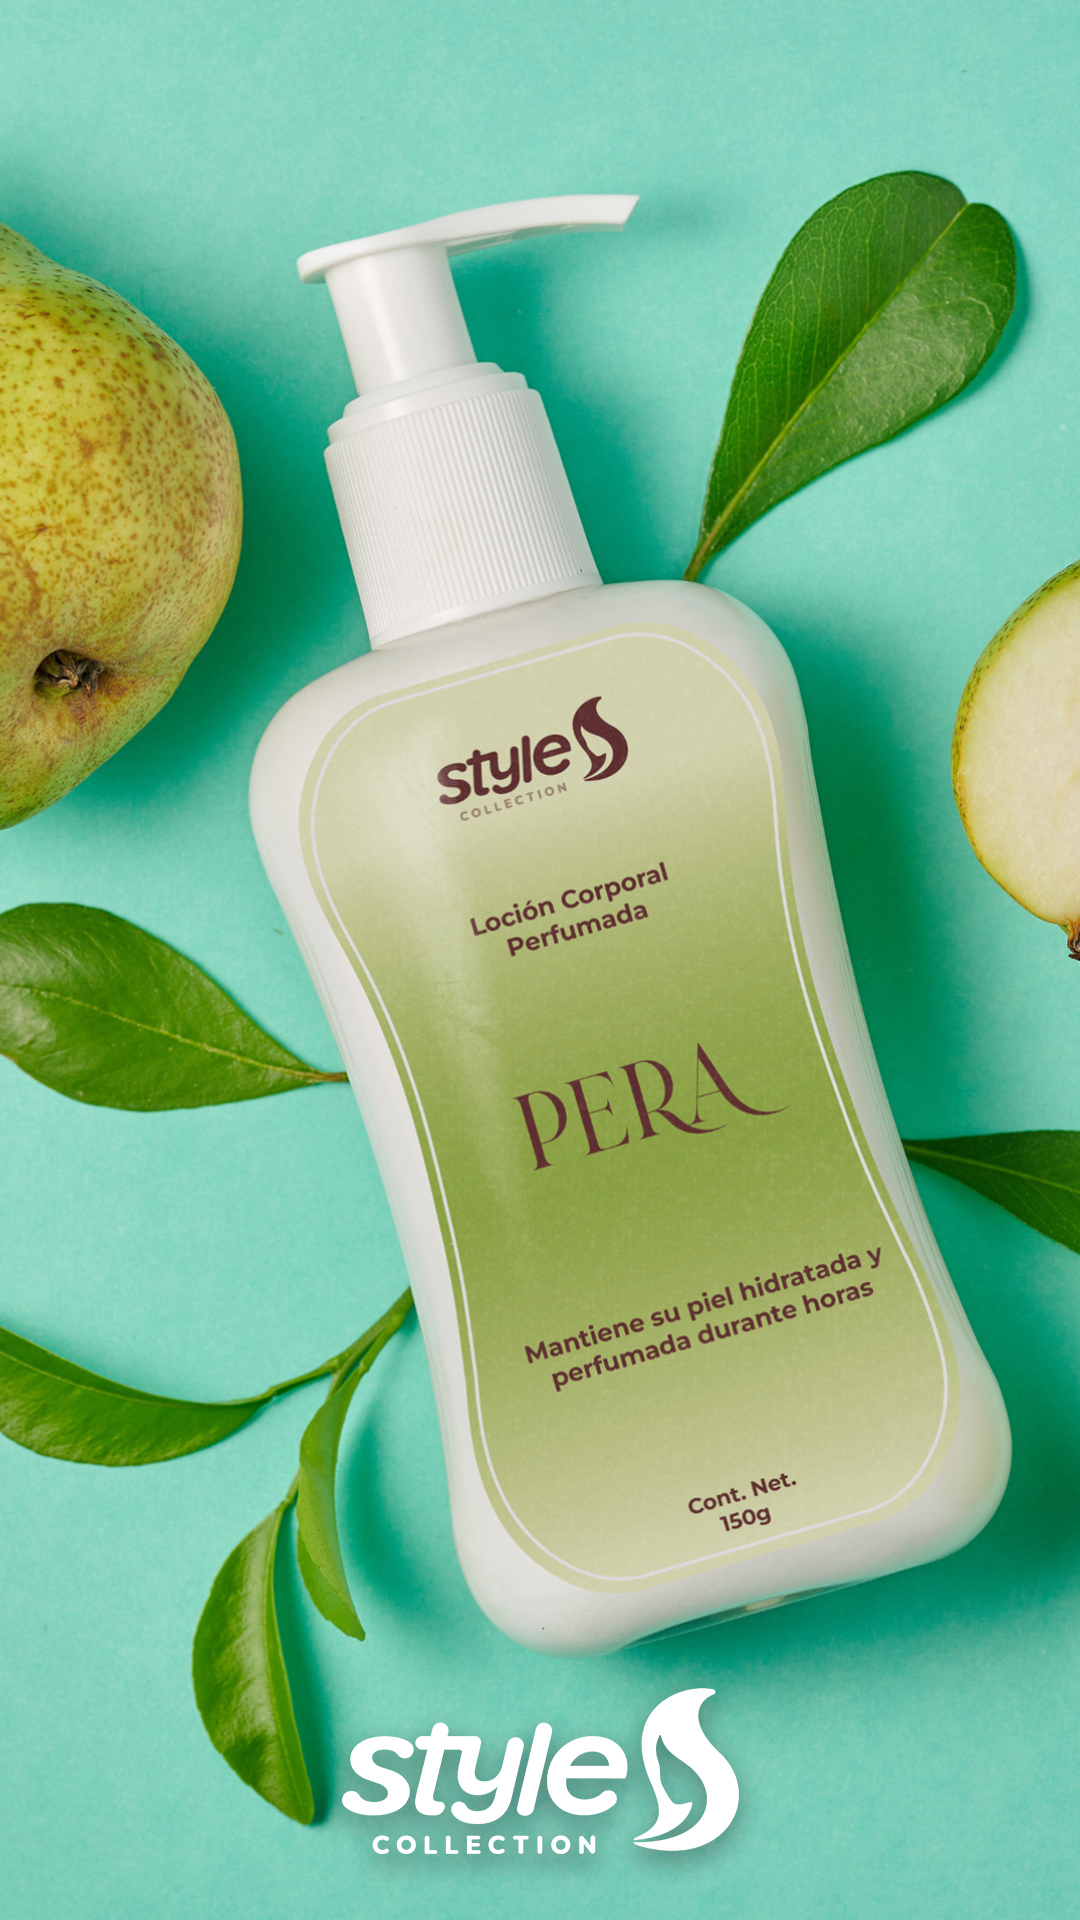 style
COLLECTION
Loción Corporal
Perfumada
PERA
Mantiene su piel hidratada y
perfumada durante horas
Cont. Net.
150g
style
COLLECTION